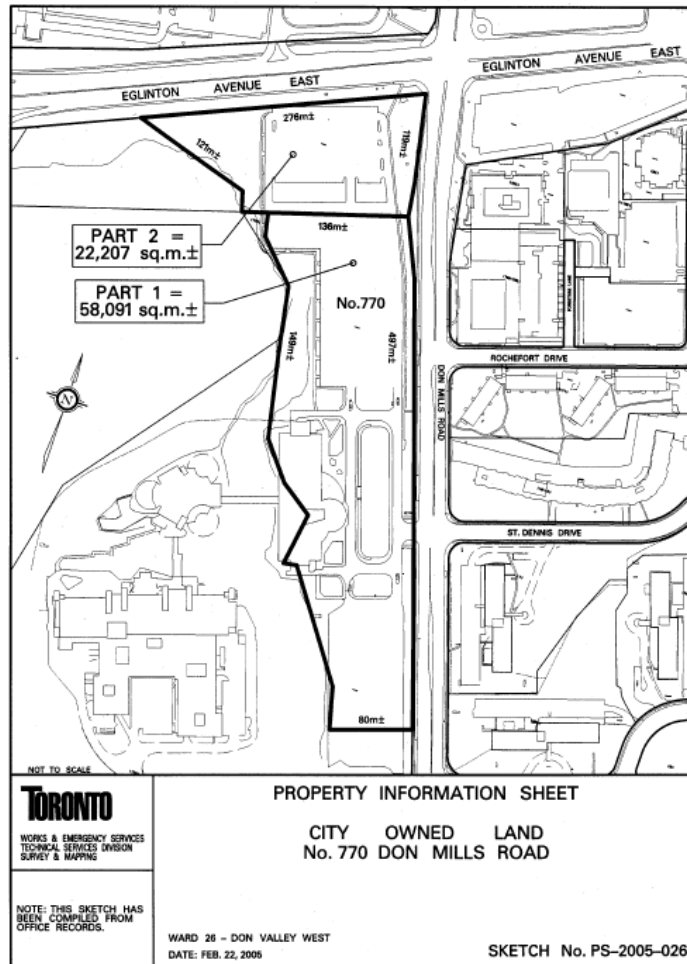 EGLINTON AVENUE EAST
EGLINTON AVENUE EAST
276m±
121m±
119m±
136m±
PART 2 =
22,207 sq.m.±
PART 1 =
58,091 sq.m.±
No.770
149m±
497m±
ROCHEFORT DRIVE
DON MILLS ROAD
N
ST. DENNIS DRIVE
80m±
NOT TO SCALE
TORONTO
WORKS & EMERGENCY SERVICES
TECHNICAL SERVICES DIVISION
SURVEY & MAPPING
PROPERTY INFORMATION SHEET
CITY OWNED LAND
No. 770 DON MILLS ROAD
NOTE: THIS SKETCH HAS
BEEN COMPILED FROM
OFFICE RECORDS.
WARD 26 - DON VALLEY WEST
DATE: FEB. 22, 2005
SKETCH No. PS-2005-026